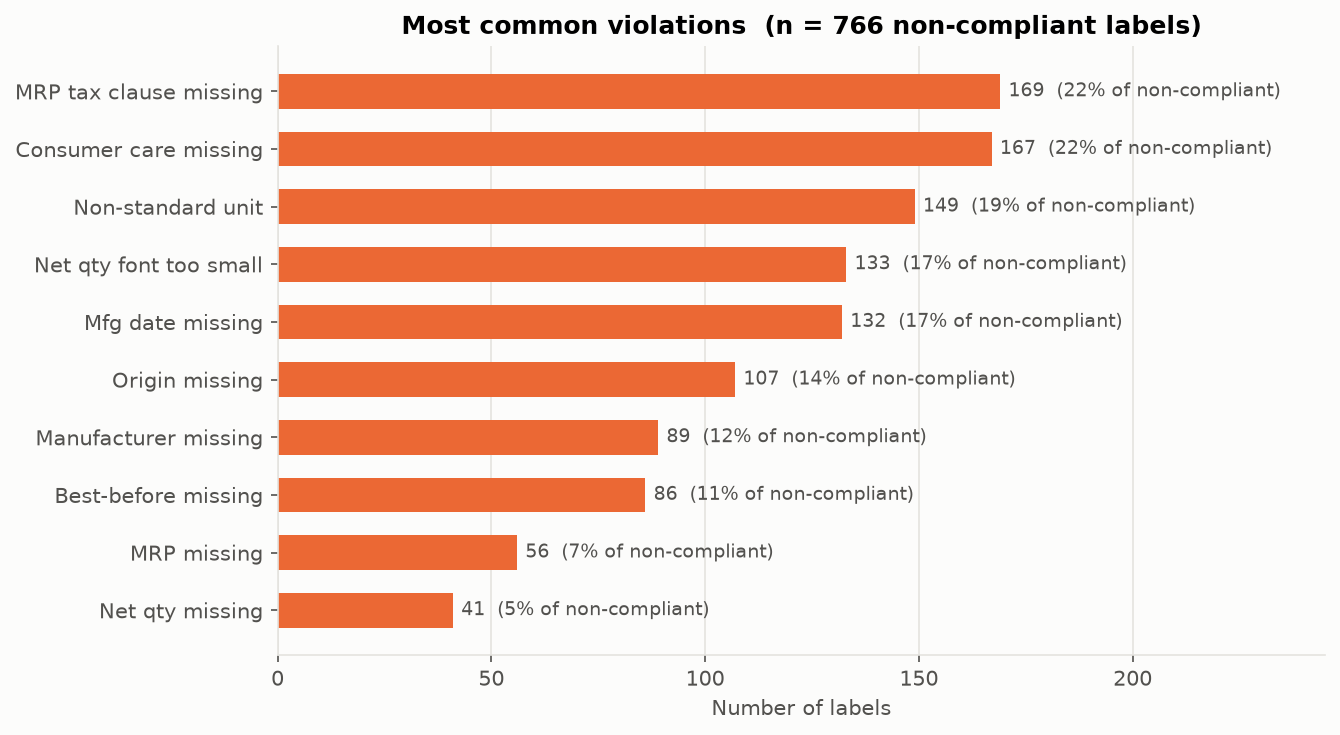 Most common violations  (n = 766 non-compliant labels)
MRP tax clause missing 169  (22% of non-compliant)
Consumer care missing 167  (22% of non-compliant)
Non-standard unit 149  (19% of non-compliant)
Net qty font too small 133  (17% of non-compliant)
Mfg date missing 132  (17% of non-compliant)
Origin missing 107  (14% of non-compliant)
Manufacturer missing 89  (12% of non-compliant)
Best-before missing 86  (11% of non-compliant)
MRP missing 56  (7% of non-compliant)
Net qty missing 41  (5% of non-compliant)
0 50 100 150 200
Number of labels